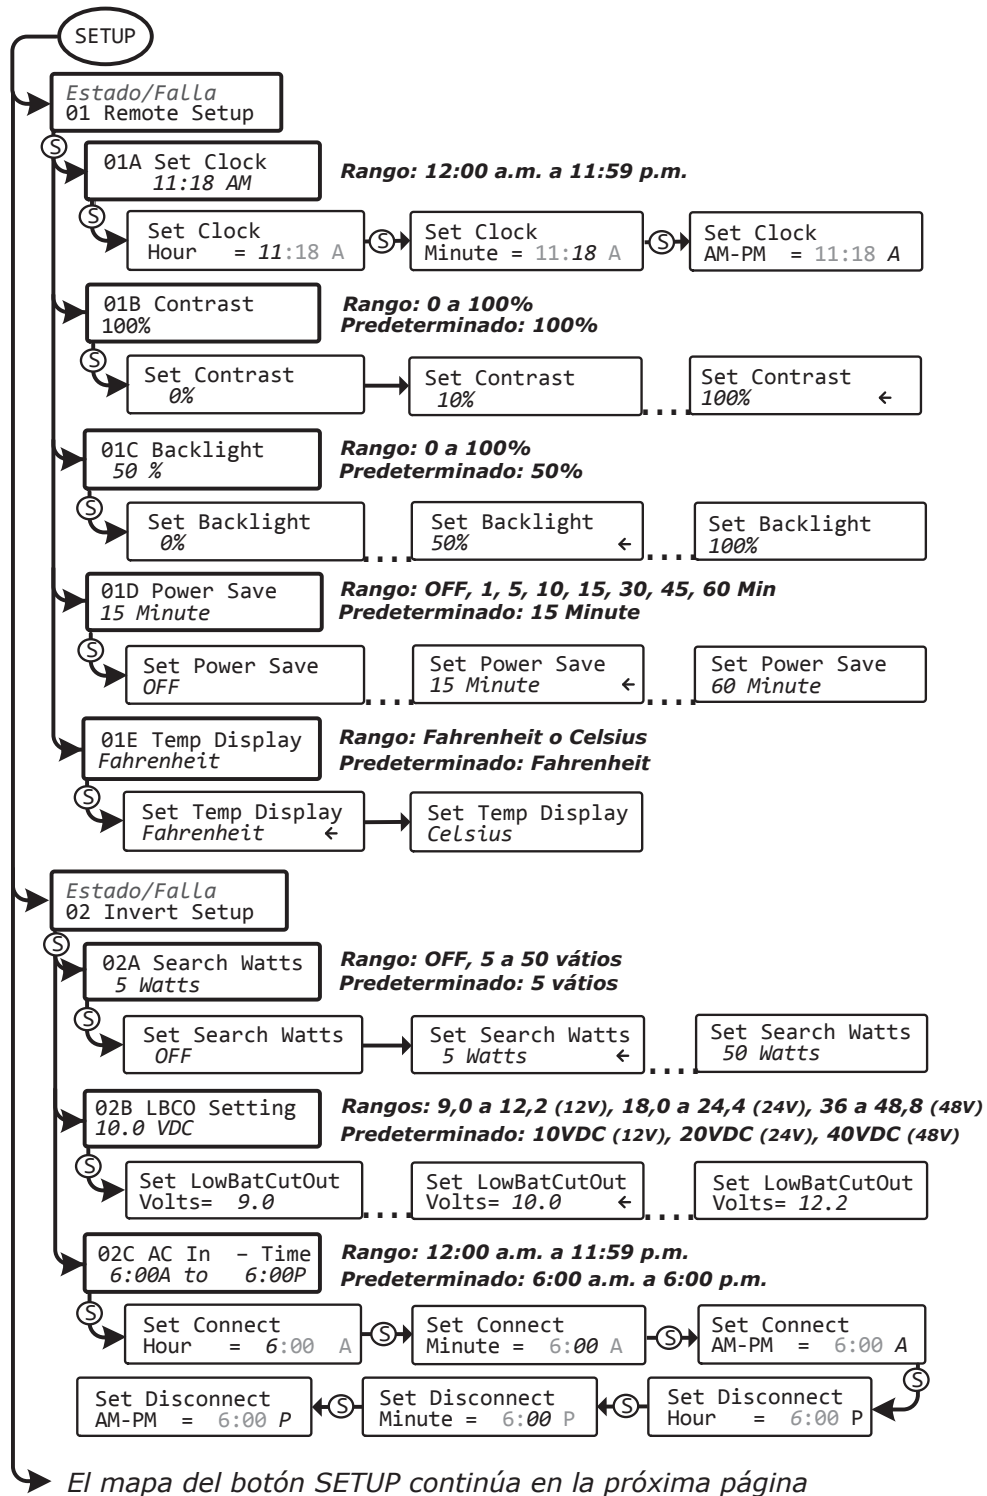 SETUP
Estado/Falla
01 Remote Setup
S
01A Set Clock
11:18 AM
Rango: 12:00 a.m. a 11:59 p.m.
S
Set Clock
Hour = 11:18 A
S
Set Clock
Minute = 11:18 A
S
Set Clock
AM-PM = 11:18 A
01B Contrast
100%
Rango: 0 a 100%
Predeterminado: 100%
S
Set Contrast
0%
Set Contrast
10%
....
Set Contrast
100% ←
01C Backlight
50 %
Rango: 0 a 100%
Predeterminado: 50%
S
Set Backlight
0%
....
Set Backlight
50% ←
....
Set Backlight
100%
01D Power Save
15 Minute
Rango: OFF, 1, 5, 10, 15, 30, 45, 60 Min
Predeterminado: 15 Minute
S
Set Power Save
OFF
....
Set Power Save
15 Minute ←
....
Set Power Save
60 Minute
01E Temp Display
Fahrenheit
Rango: Fahrenheit o Celsius
Predeterminado: Fahrenheit
S
Set Temp Display
Fahrenheit ←
Set Temp Display
Celsius
Estado/Falla
02 Invert Setup
S
02A Search Watts
5 Watts
Rango: OFF, 5 a 50 vátios
Predeterminado: 5 vátios
S
Set Search Watts
OFF
Set Search Watts
5 Watts ←
....
Set Search Watts
50 Watts
02B LBCO Setting
10.0 VDC
Rangos: 9,0 a 12,2 (12V), 18,0 a 24,4 (24V), 36 a 48,8 (48V)
Predeterminado: 10VDC (12V), 20VDC (24V), 40VDC (48V)
S
Set LowBatCutOut
Volts= 9.0
....
Set LowBatCutOut
Volts= 10.0 ←
....
Set LowBatCutOut
Volts= 12.2
02C AC In – Time
6:00A to 6:00P
Rango: 12:00 a.m. a 11:59 p.m.
Predeterminado: 6:00 a.m. a 6:00 p.m.
S
Set Connect
Hour = 6:00 A
S
Set Connect
Minute = 6:00 A
S
Set Connect
AM-PM = 6:00 A
S
Set Disconnect
Hour = 6:00 P
S
Set Disconnect
Minute = 6:00 P
S
Set Disconnect
AM-PM = 6:00 P
El mapa del botón SETUP continúa en la próxima página